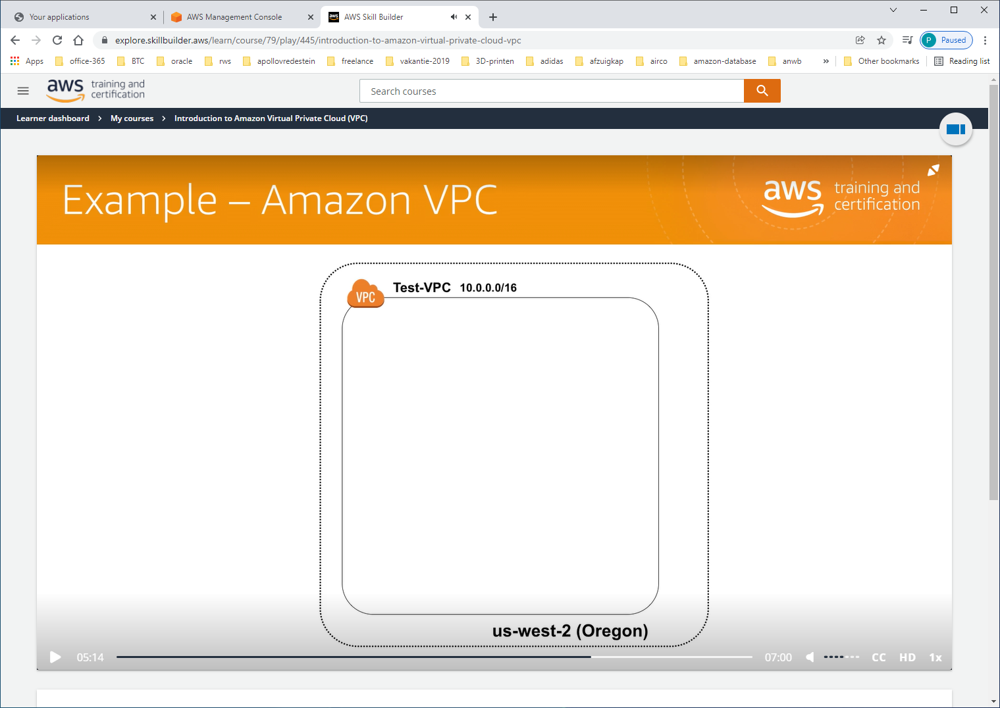 Your applications
AWS Management Console
aws AWS Skill Builder
explore.skillbuilder.aws/learn/course/79/play/445/introduction-to-amazon-virtual-private-cloud-vpc
P Paused
Apps office-365 BTC oracle rws apollovredestein freelance vakantie-2019 3D-printen adidas afzuigkap airco amazon-database anwb » Other bookmarks Reading list
aws training and
certification
Search courses
Learner dashboard > My courses > Introduction to Amazon Virtual Private Cloud (VPC)
Example – Amazon VPC
aws training and
certification
VPC
Test-VPC 10.0.0.0/16
us-west-2 (Oregon)
05:14 07:00 CC HD 1x